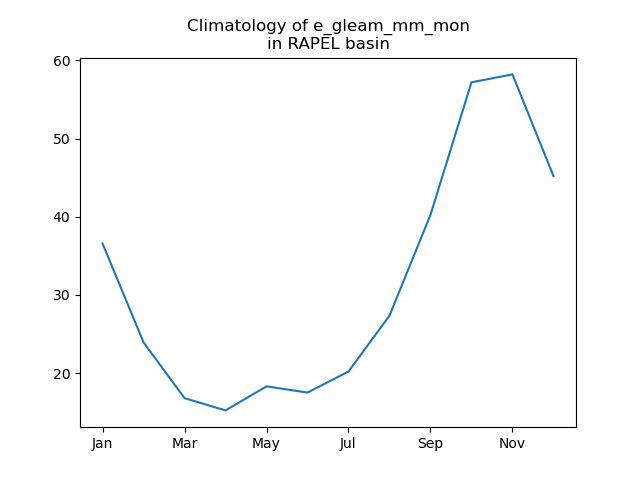 Climatology of e_gleam_mm_mon
in RAPEL basin
60
50
40
30
20
Jan
Mar
May
Jul
Sep
Nov